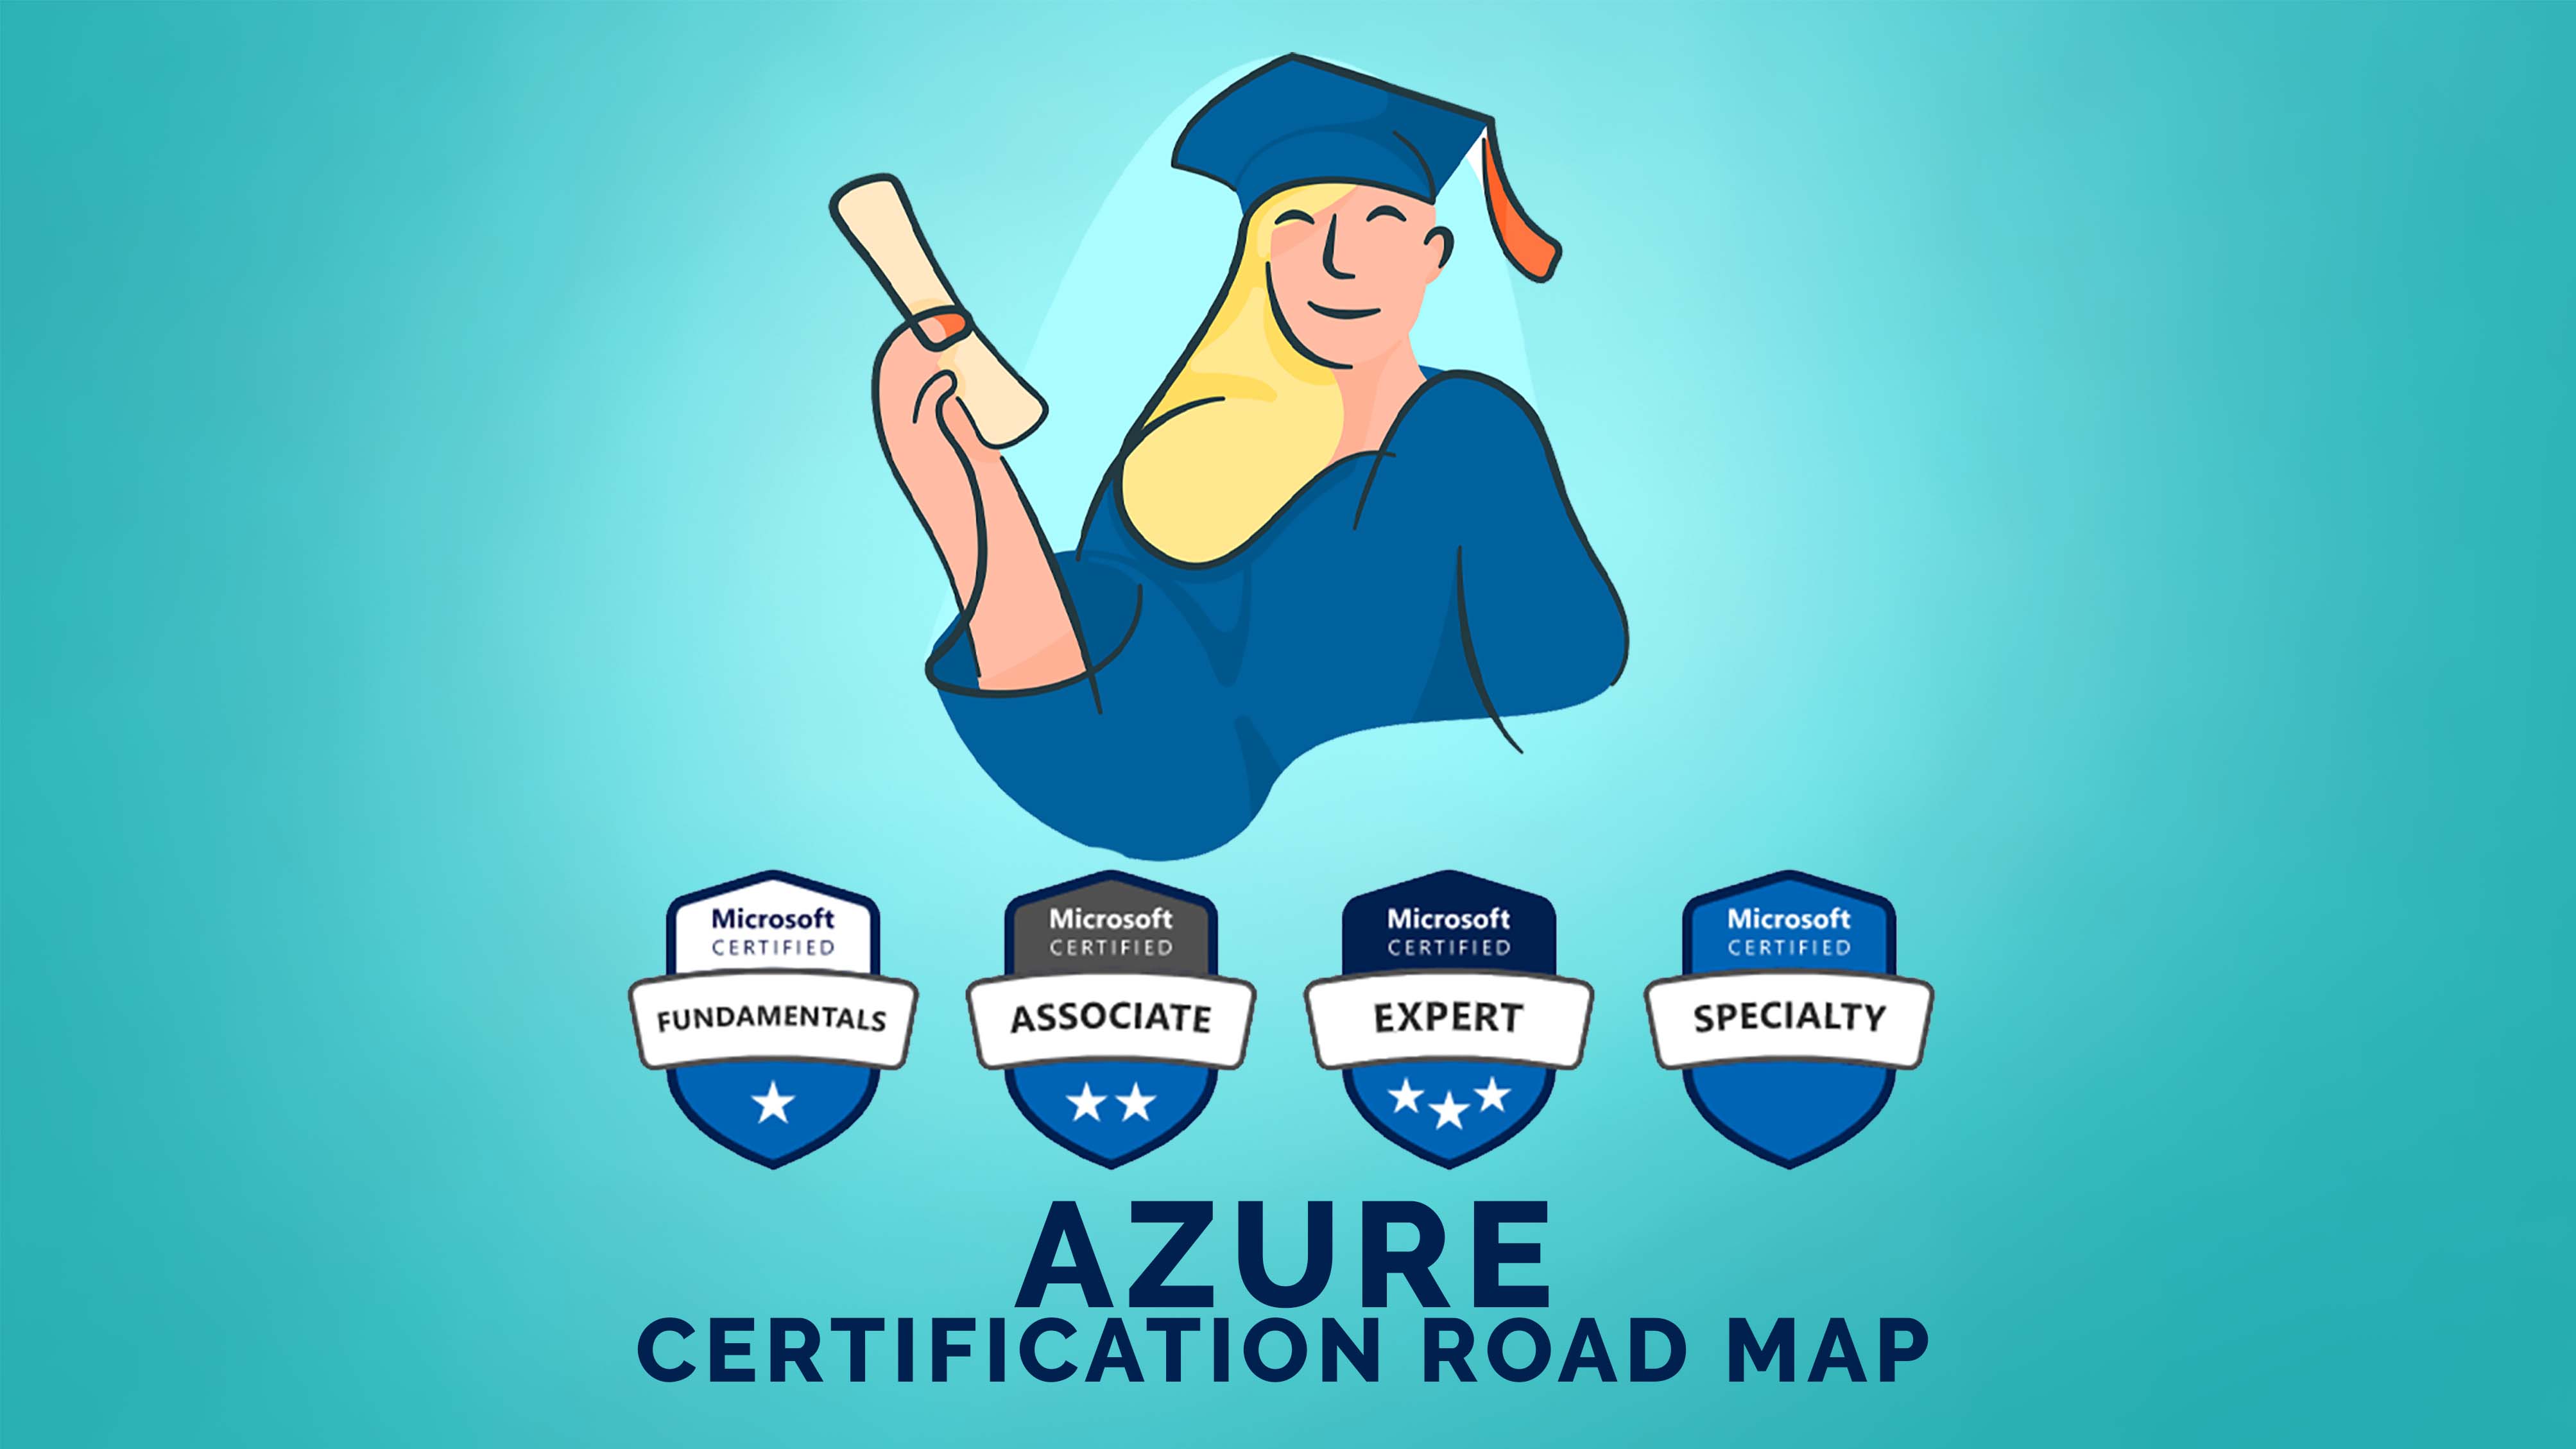 Microsoft
CERTIFIED
FUNDAMENTALS
Microsoft
CERTIFIED
ASSOCIATE
Microsoft
CERTIFIED
EXPERT
Microsoft
CERTIFIED
SPECIALTY
AZURE
CERTIFICATION ROAD MAP